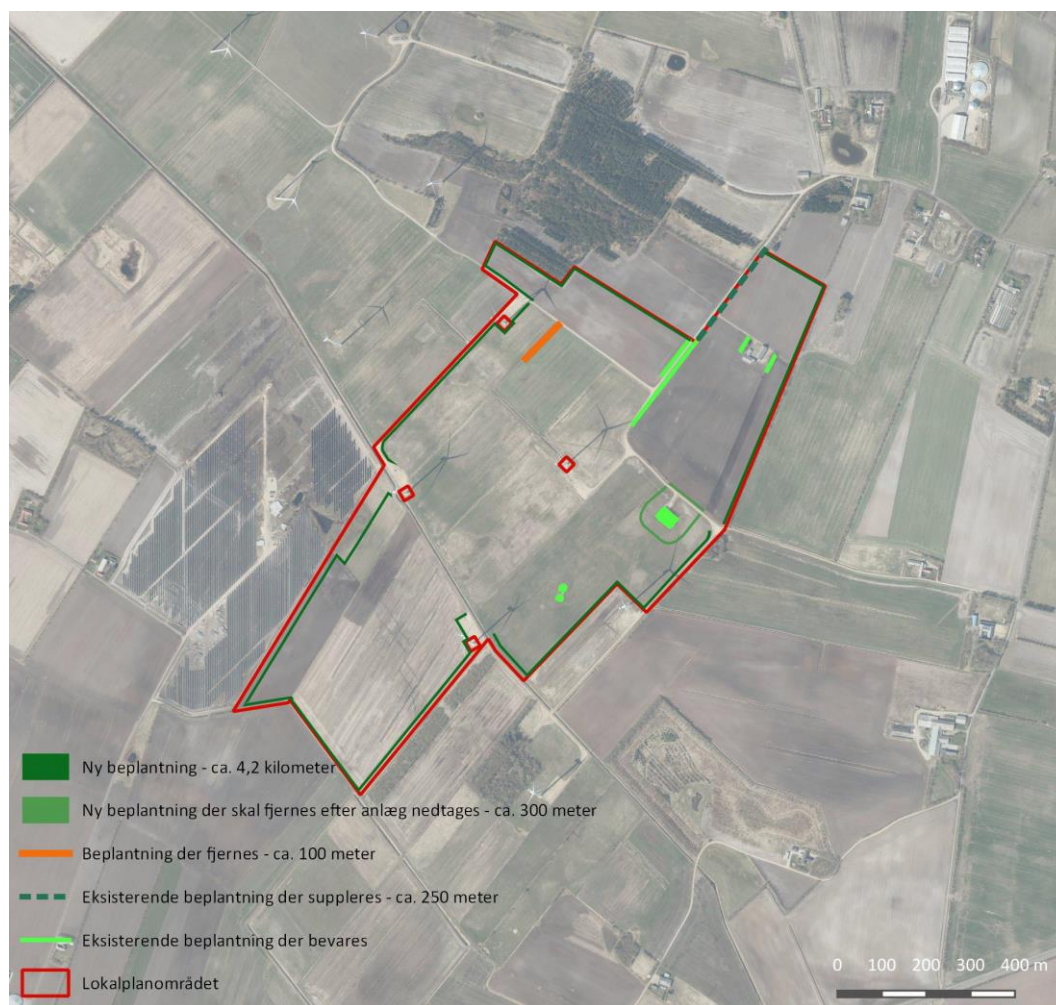 Ny beplantning - ca. 4,2 kilometer
Ny beplantning der skal fjernes efter anlæg nedtages - ca. 300 meter
Beplantning der fjernes - ca. 100 meter
Eksisterende beplantning der suppleres - ca. 250 meter
Eksisterende beplantning der bevares
Lokalplanområdet
0 100 200 300 400 m